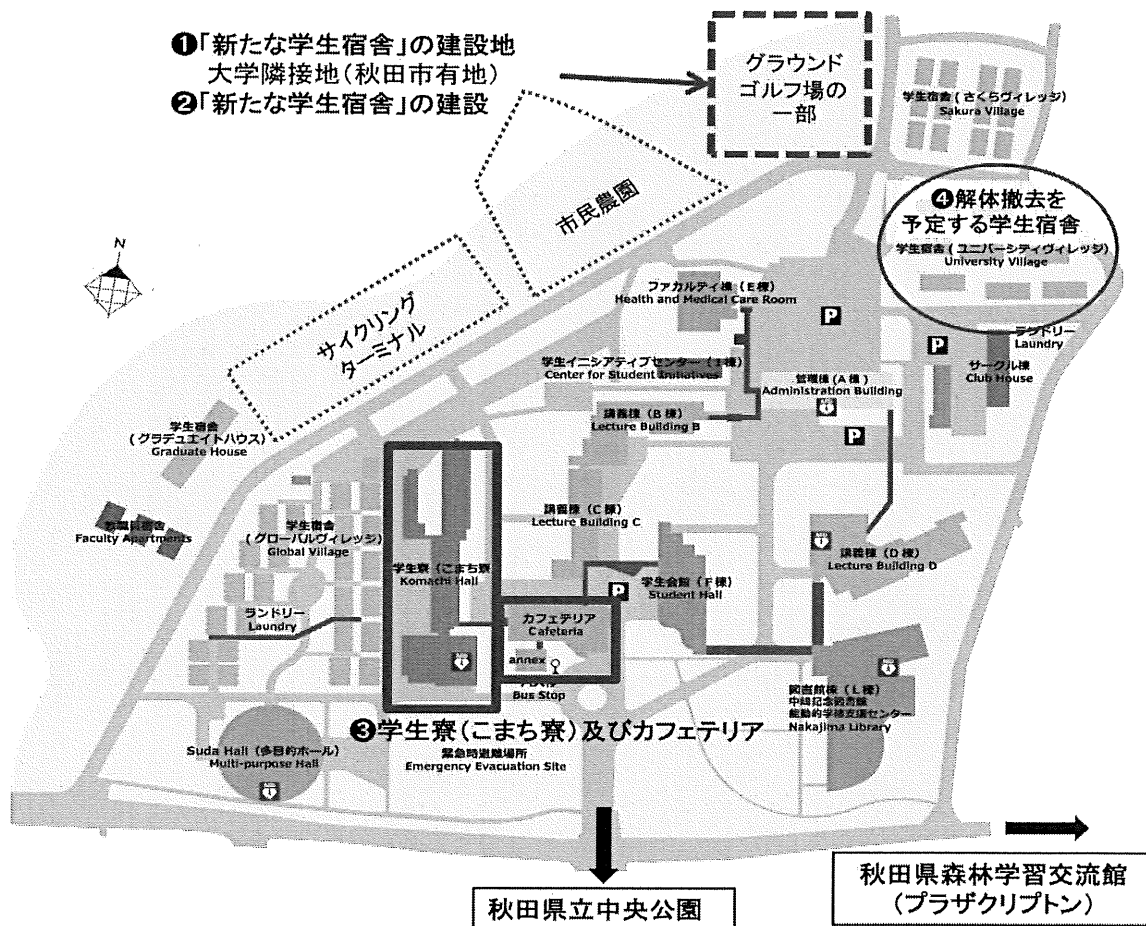 ❶「新たな学生宿舎」の建設地
大学隣接地(秋田市有地)
❷「新たな学生宿舎」の建設
グラウンド
ゴルフ場の
一部
学生宿舎(さくらヴィレッジ)
Sakura Village
❹解体撤去を
予定する学生宿舎
学生宿舎(ユニバーシティヴィレッジ)
University Village
市民農園
N
サイクリング
ターミナル
ファカルティ棟(E棟)
Health and Medical Care Room
P
ランドリー
Laundry
P
サークル棟
Club House
学生イニシアティブセンター(I棟)
Center for Student Initiatives
管理棟(A棟)
Administration Building
講義棟(B棟)
Lecture Building B
P
学生宿舎
(グラデュエイトハウス)
Graduate House
教職員宿舎
Faculty Apartments
学生宿舎
(グローバルヴィレッジ)
Global Village
講義棟(C棟)
Lecture Building C
講義棟(D棟)
Lecture Building D
学生寮(こまち寮
Komachi Hall
P
学生会館(F棟)
Student Hall
ランドリー
Laundry
カフェテリア
Cafeteria
annex
Bus Stop
図書館棟(L棟)
中嶋記念図書館
能動的学修支援センター
Nakajima Library
❸学生寮(こまち寮)及びカフェテリア
緊急時避難場所
Emergency Evacuation Site
Suda Hall(多目的ホール)
Multi-purpose Hall
秋田県立中央公園
秋田県森林学習交流館
(プラザクリプトン)